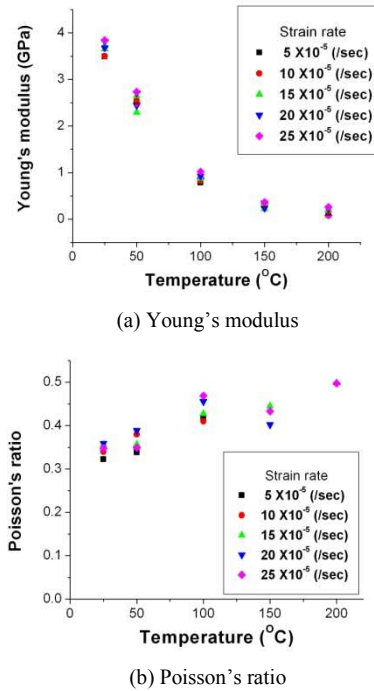 Young's modulus (GPa)
4
3
2
1
0
0 50 100 150 200
Temperature (°C)
Strain rate
5 X10⁻⁵ (/sec)
10 X10⁻⁵ (/sec)
15 X10⁻⁵ (/sec)
20 X10⁻⁵ (/sec)
25 X10⁻⁵ (/sec)
(a) Young's modulus
Poisson's ratio
0.5
0.4
0.3
0.2
0.1
0.0
0 50 100 150 200
Temperature (°C)
Strain rate
5 X10⁻⁵ (/sec)
10 X10⁻⁵ (/sec)
15 X10⁻⁵ (/sec)
20 X10⁻⁵ (/sec)
25 X10⁻⁵ (/sec)
(b) Poisson's ratio